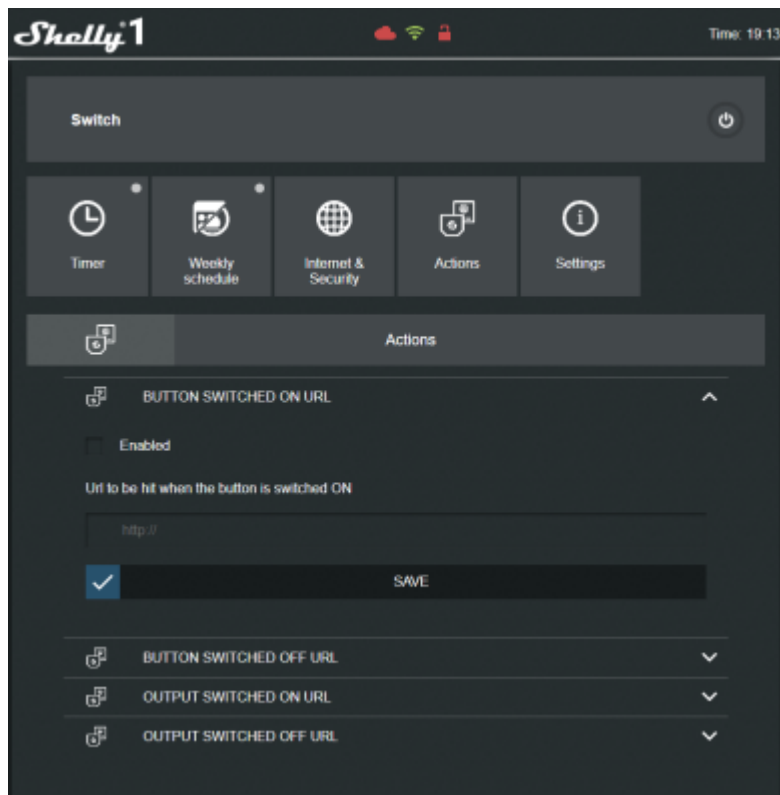 Shelly 1
Time: 19:13
Switch
Timer
Weekly
schedule
Internet &
Security
Actions
Settings
Actions
BUTTON SWITCHED ON URL
Enabled
Url to be hit when the button is switched ON
http://
SAVE
BUTTON SWITCHED OFF URL
OUTPUT SWITCHED ON URL
OUTPUT SWITCHED OFF URL